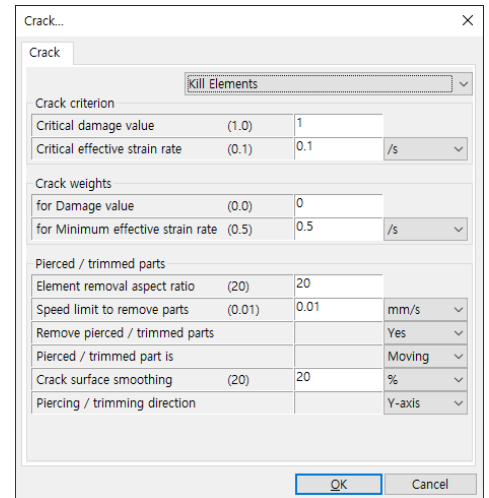 Crack...
Crack
Kill Elements
Crack criterion
Critical damage value (1.0) 1
Critical effective strain rate (0.1) 0.1 /s
Crack weights
for Damage value (0.0) 0
for Minimum effective strain rate (0.5) 0.5 /s
Pierced / trimmed parts
Element removal aspect ratio (20) 20
Speed limit to remove parts (0.01) 0.01 mm/s
Remove pierced / trimmed parts Yes
Pierced / trimmed part is Moving
Crack surface smoothing (20) 20 %
Piercing / trimming direction Y-axis
OK Cancel